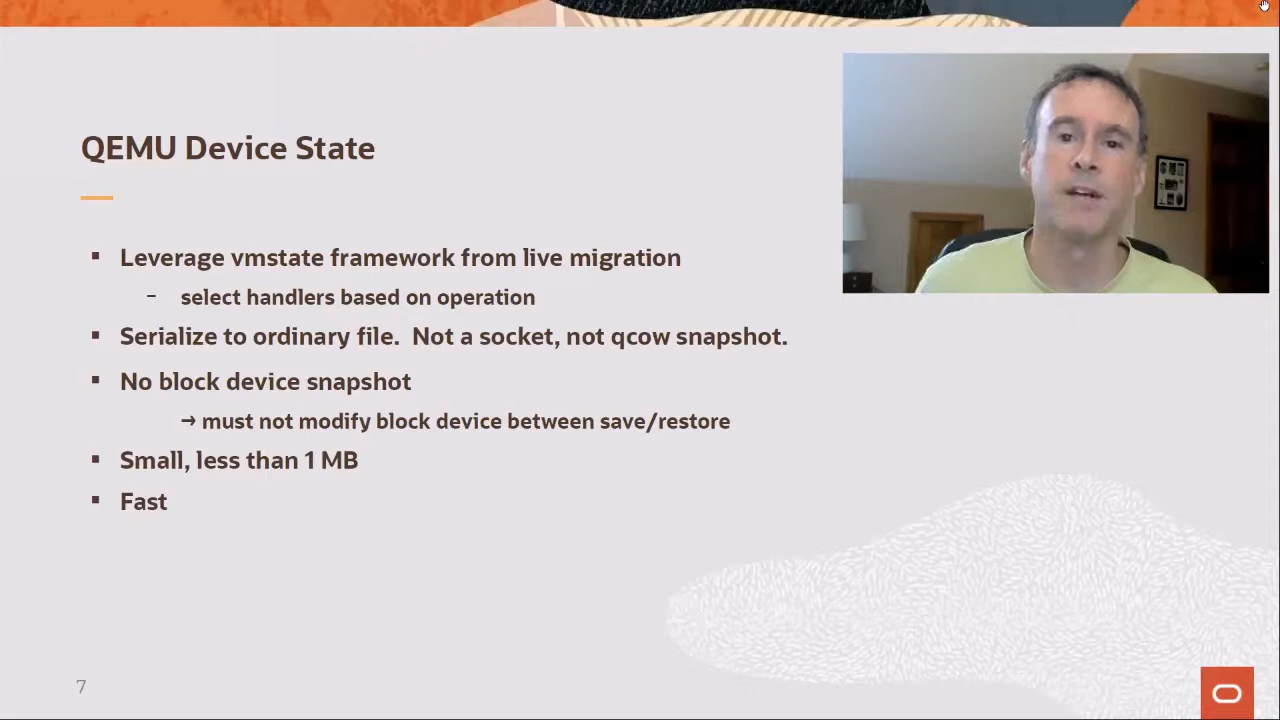 QEMU Device State
▪ Leverage vmstate framework from live migration
– select handlers based on operation
▪ Serialize to ordinary file.  Not a socket, not qcow snapshot.
▪ No block device snapshot
→ must not modify block device between save/restore
▪ Small, less than 1 MB
▪ Fast
7